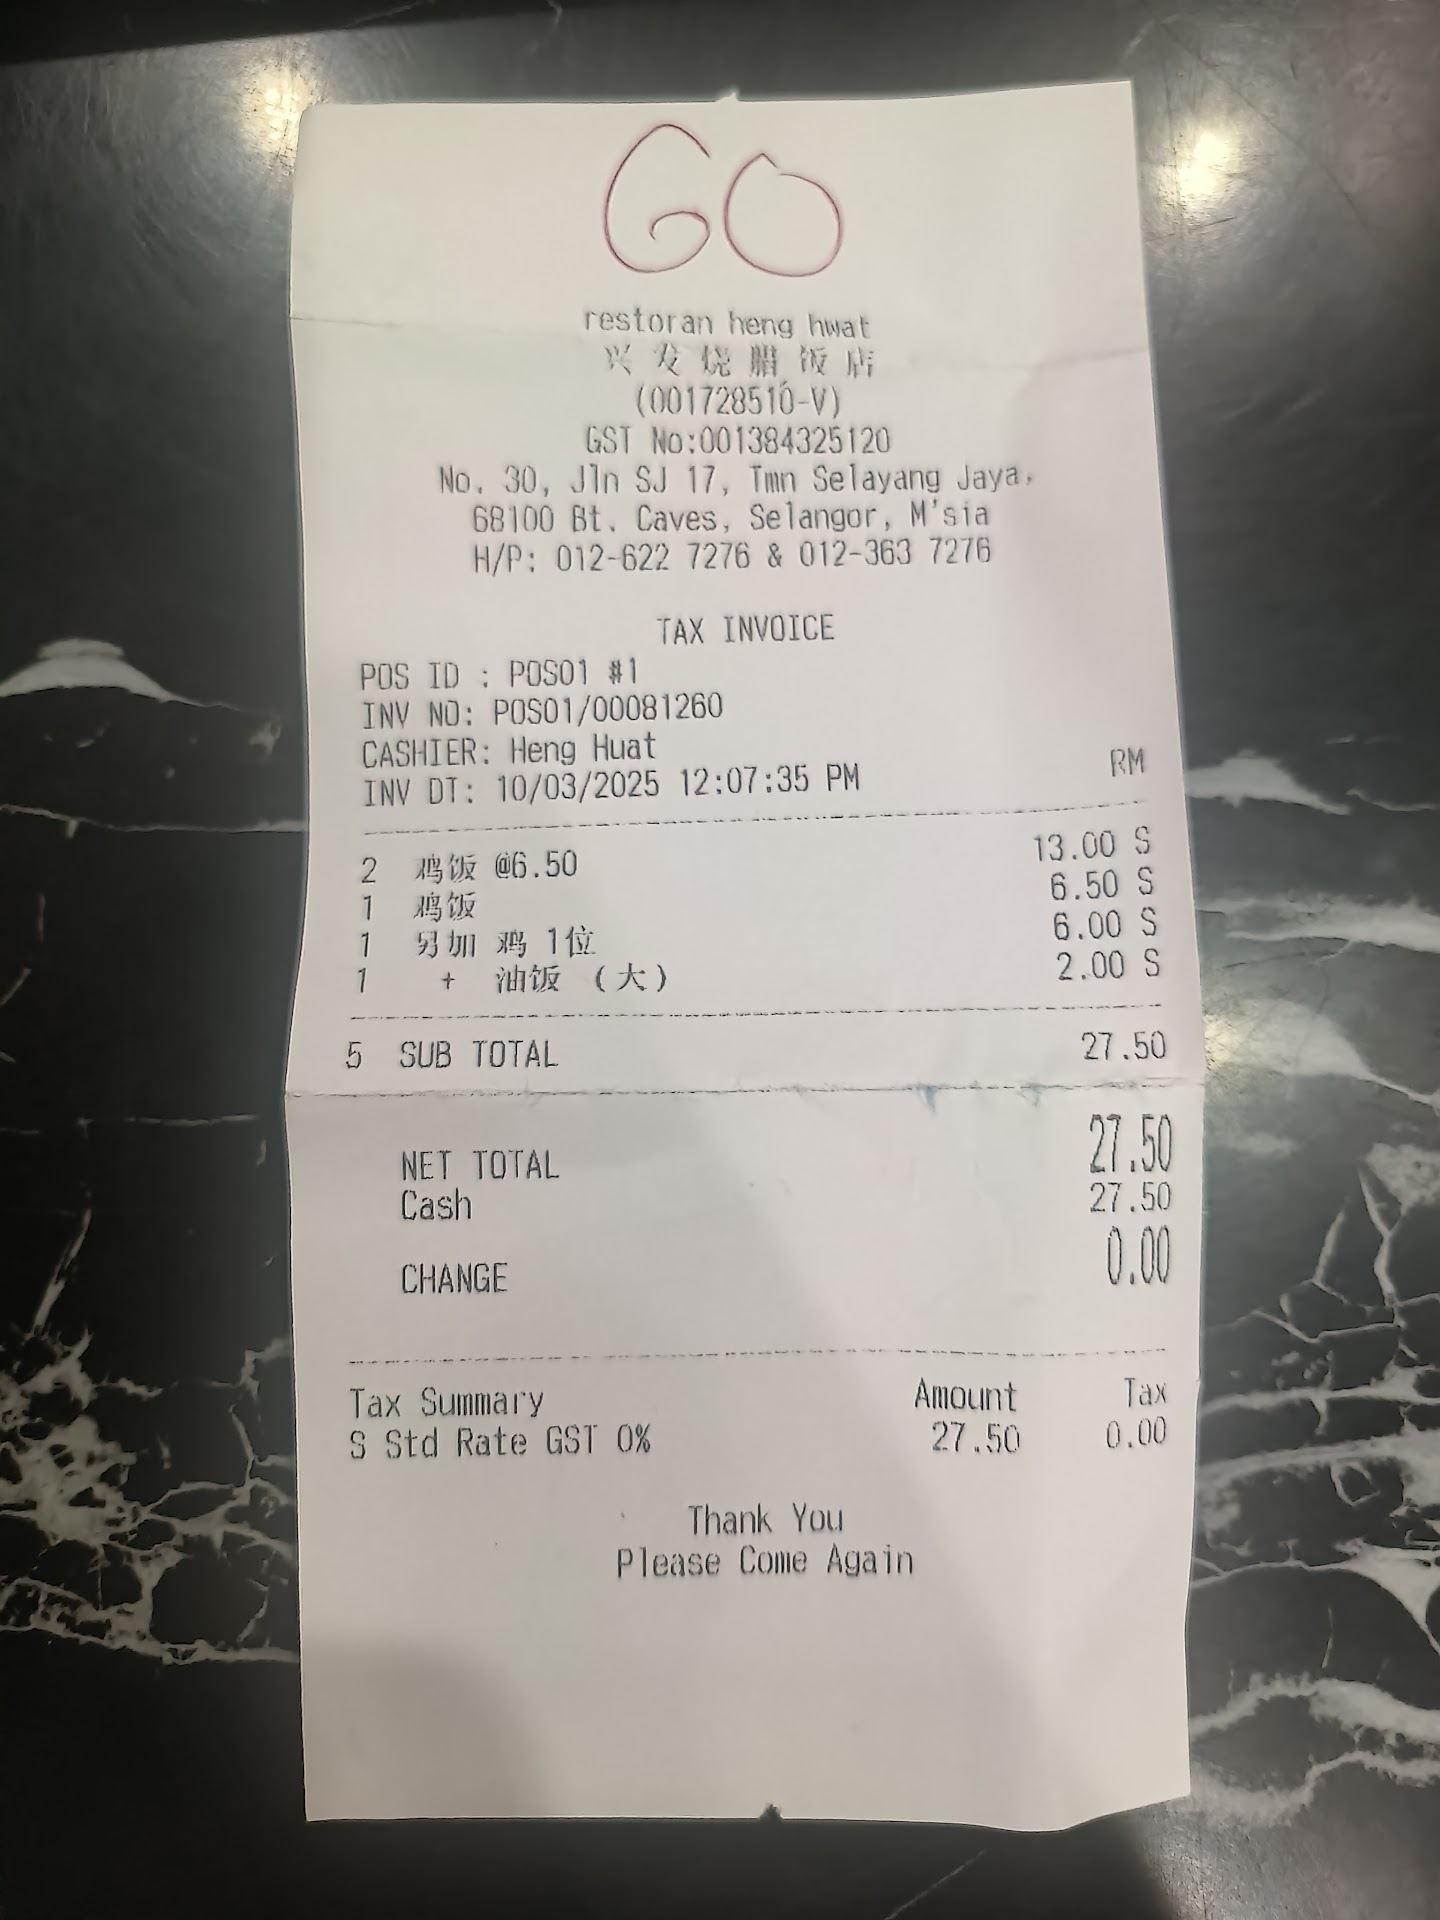 60
restoran heng hwat
兴发烧腊饭店
(001728510-V)
GST No:001384325120
No. 30, Jln SJ 17, Tmn Selayang Jaya,
68100 Bt. Caves, Selangor, M'sia
H/P: 012-622 7276 & 012-363 7276
TAX INVOICE
POS ID : POS01 #1
INV NO: POS01/00081260
CASHIER: Heng Huat
INV DT: 10/03/2025 12:07:35 PM RM
2 鸡饭 @6.50 13.00 S
1 鸡饭 6.50 S
1 另加 鸡 1位 6.00 S
1 + 油饭 (大) 2.00 S
5 SUB TOTAL 27.50
NET TOTAL 27.50
Cash 27.50
CHANGE 0.00
Tax Summary Amount Tax
S Std Rate GST 0% 27.50 0.00
Thank You
Please Come Again